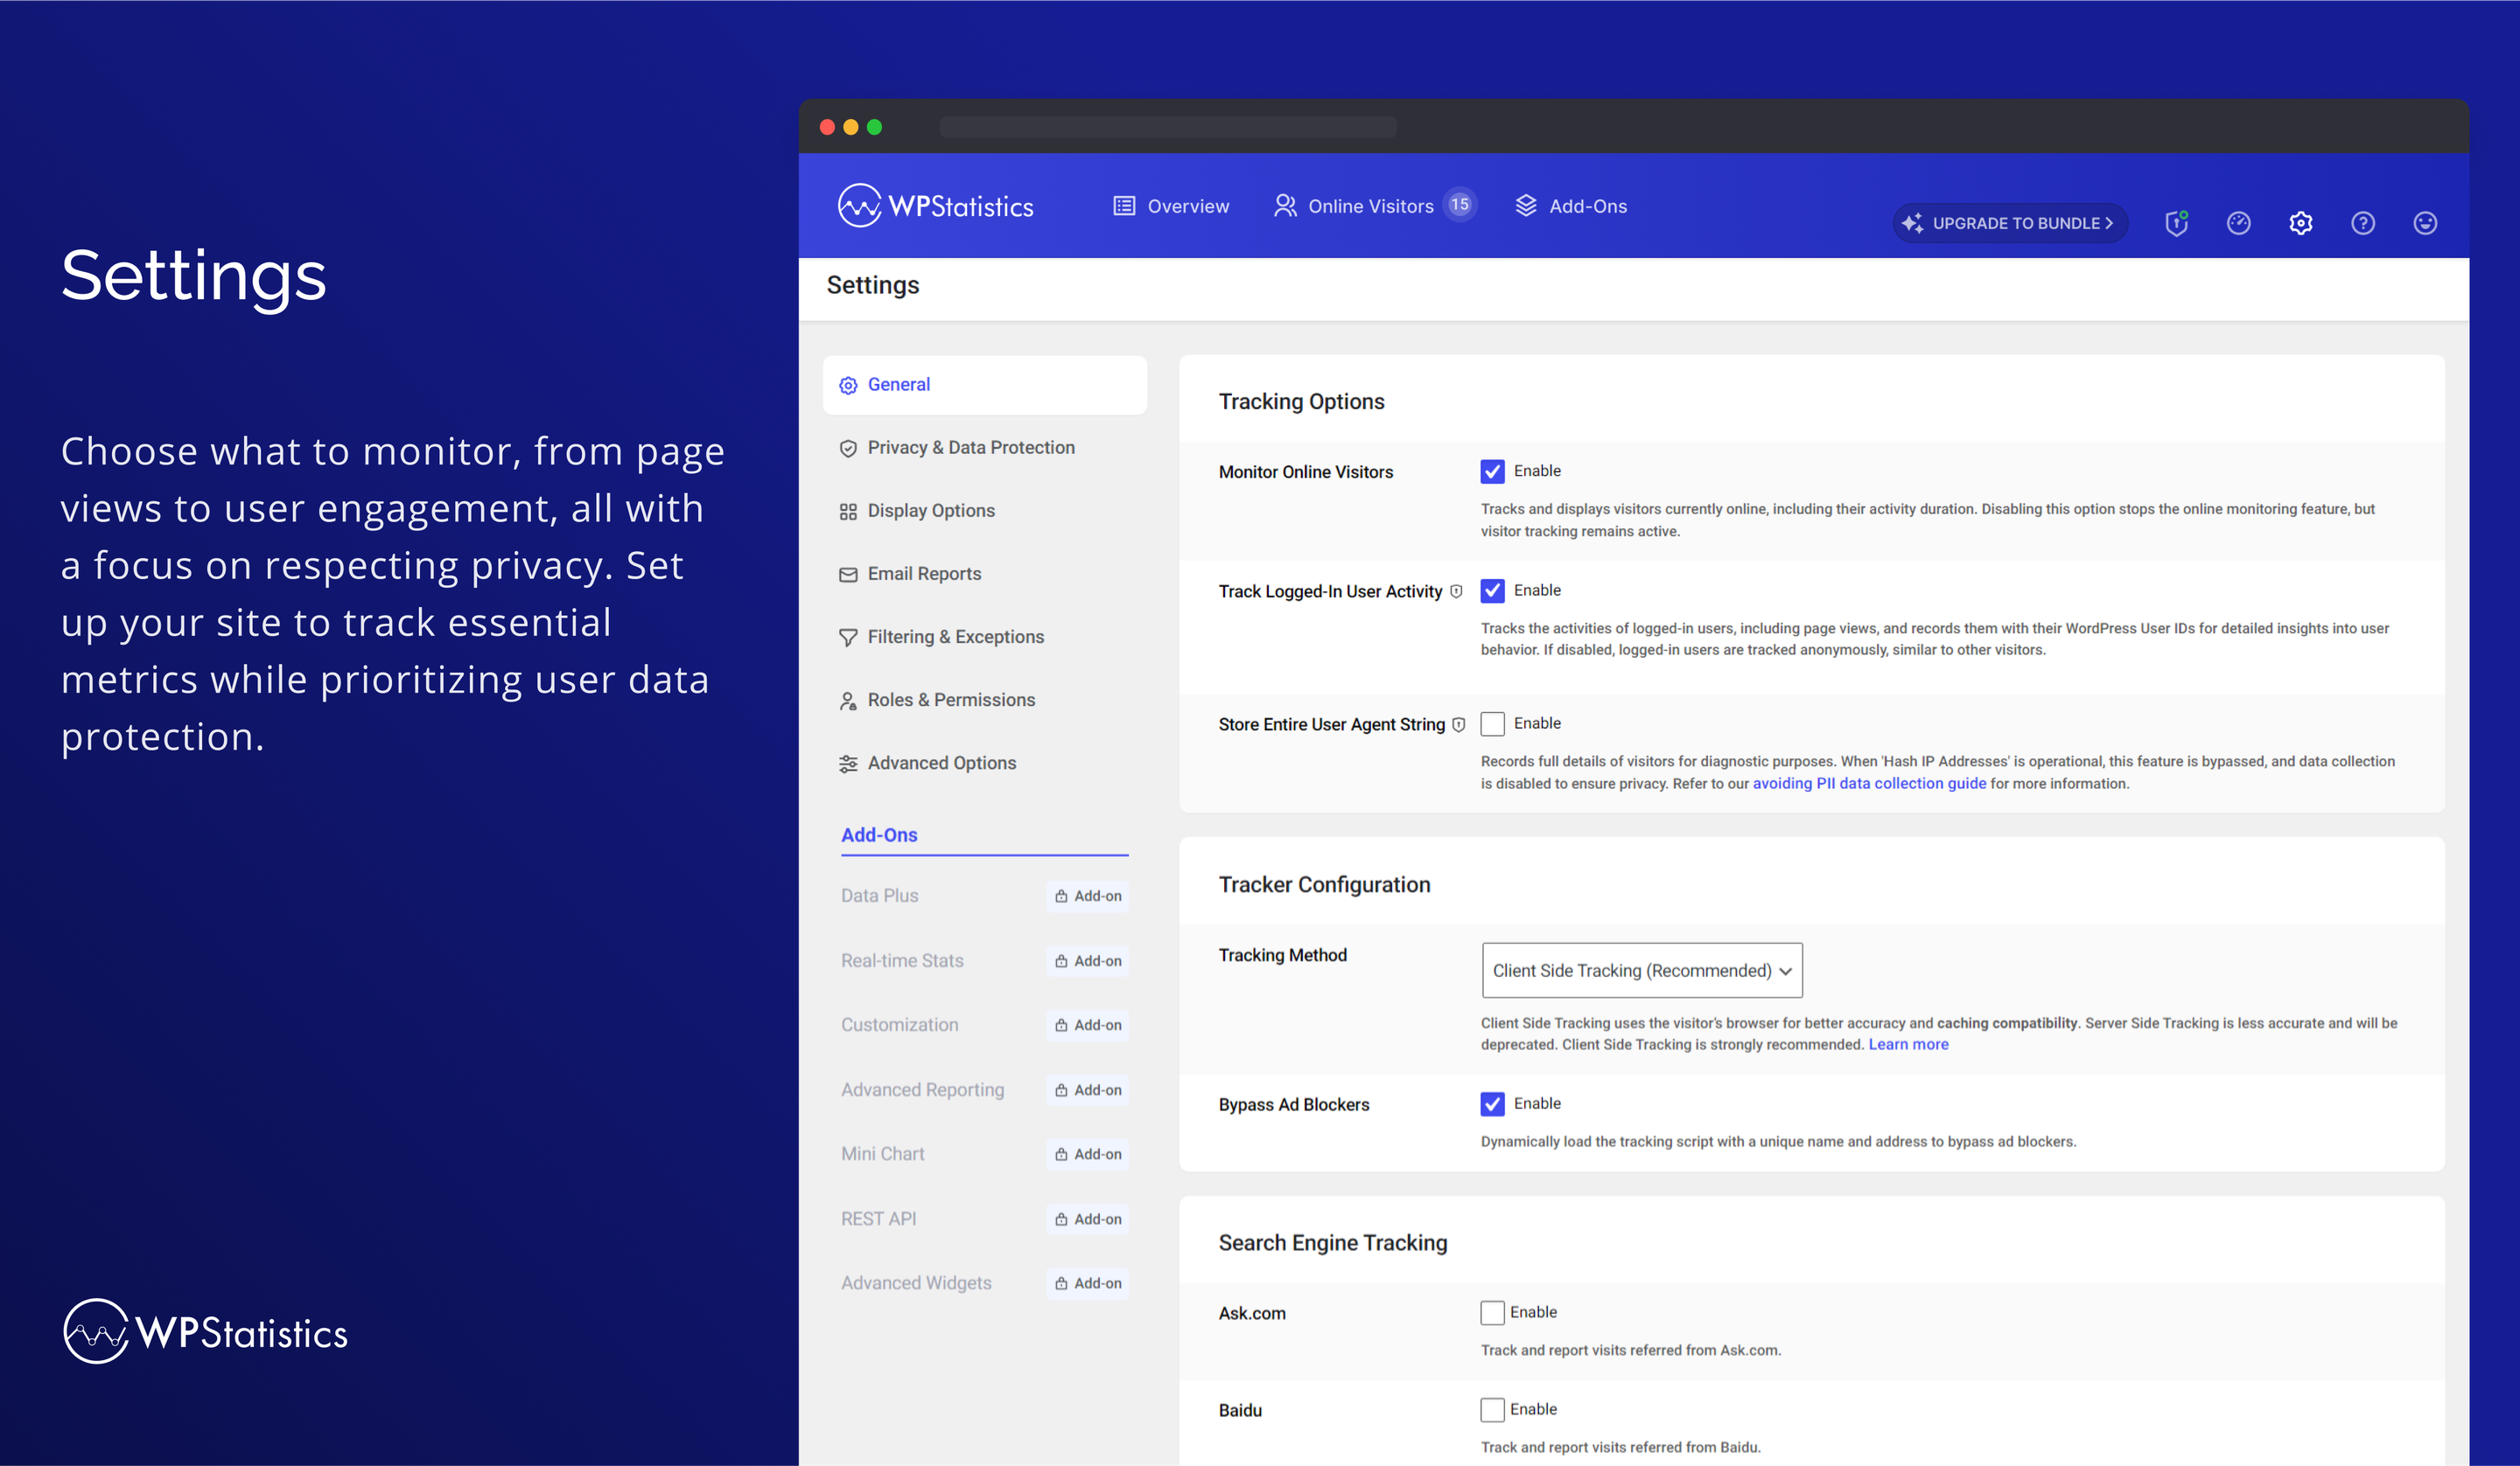 Settings
Choose what to monitor, from page
views to user engagement, all with
a focus on respecting privacy. Set
up your site to track essential
metrics while prioritizing user data
protection.
WPStatistics
WPStatistics
Overview
Online Visitors 15
Add-Ons
UPGRADE TO BUNDLE
Settings
General
Privacy & Data Protection
Display Options
Email Reports
Filtering & Exceptions
Roles & Permissions
Advanced Options
Add-Ons
Data Plus Add-on
Real-time Stats Add-on
Customization Add-on
Advanced Reporting Add-on
Mini Chart Add-on
REST API Add-on
Advanced Widgets Add-on
Tracking Options
Monitor Online Visitors Enable
Tracks and displays visitors currently online, including their activity duration. Disabling this option stops the online monitoring feature, but
visitor tracking remains active.
Track Logged-In User Activity Enable
Tracks the activities of logged-in users, including page views, and records them with their WordPress User IDs for detailed insights into user
behavior. If disabled, logged-in users are tracked anonymously, similar to other visitors.
Store Entire User Agent String Enable
Records full details of visitors for diagnostic purposes. When 'Hash IP Addresses' is operational, this feature is bypassed, and data collection
is disabled to ensure privacy. Refer to our avoiding PII data collection guide for more information.
Tracker Configuration
Tracking Method Client Side Tracking (Recommended)
Client Side Tracking uses the visitor's browser for better accuracy and caching compatibility. Server Side Tracking is less accurate and will be
deprecated. Client Side Tracking is strongly recommended. Learn more
Bypass Ad Blockers Enable
Dynamically load the tracking script with a unique name and address to bypass ad blockers.
Search Engine Tracking
Ask.com Enable
Track and report visits referred from Ask.com.
Baidu Enable
Track and report visits referred from Baidu.